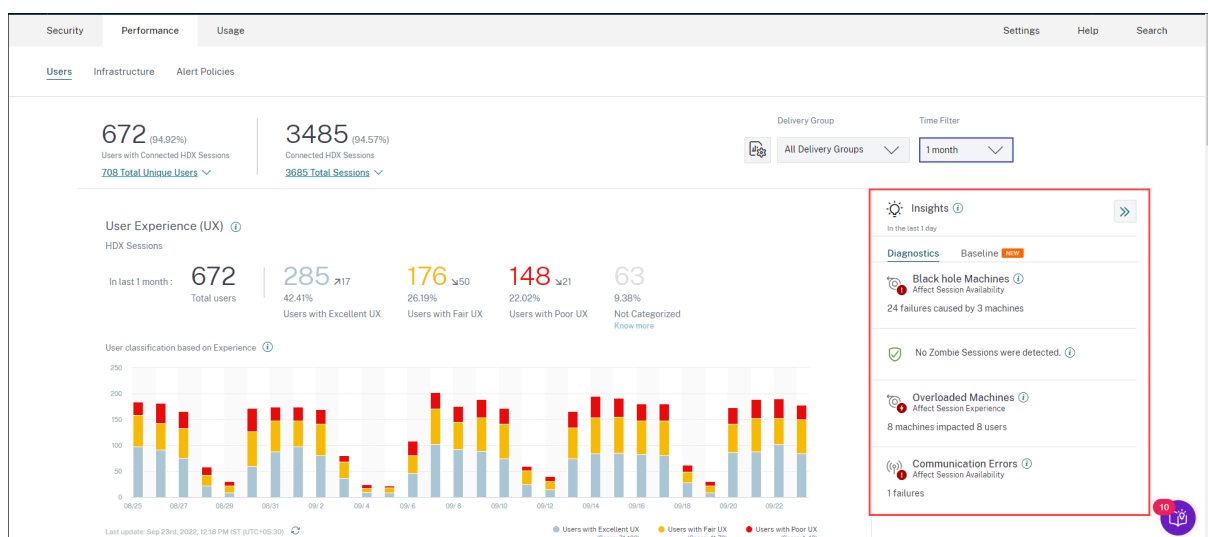 Security Performance Usage Settings Help Search
Users Infrastructure Alert Policies
672 (94.92%)
Users with Connected HDX Sessions
708 Total Unique Users
3485 (94.57%)
Connected HDX Sessions
3685 Total Sessions
Delivery Group
All Delivery Groups
Time Filter
1 month
User Experience (UX)
HDX Sessions
In last 1 month :
672
Total users
285 17
42.41%
Users with Excellent UX
176 50
26.19%
Users with Fair UX
148 21
22.02%
Users with Poor UX
63
9.38%
Not Categorized
Know more
User classification based on Experience
250
200
150
100
50
0
08/25 08/27 08/29 08/31 09/ 2 09/ 4 09/ 6 09/ 8 09/10 09/12 09/14 09/16 09/18 09/20 09/22
Last update: Sep 23rd, 2022, 12:18 PM IST (UTC+05:30)
Users with Excellent UX Users with Fair UX Users with Poor UX
Insights
In the last 1 day
Diagnostics Baseline NEW
Black hole Machines
Affect Session Availability
24 failures caused by 3 machines
No Zombie Sessions were detected.
Overloaded Machines
Affect Session Experience
8 machines impacted 8 users
Communication Errors
Affect Session Availability
1 failures
10